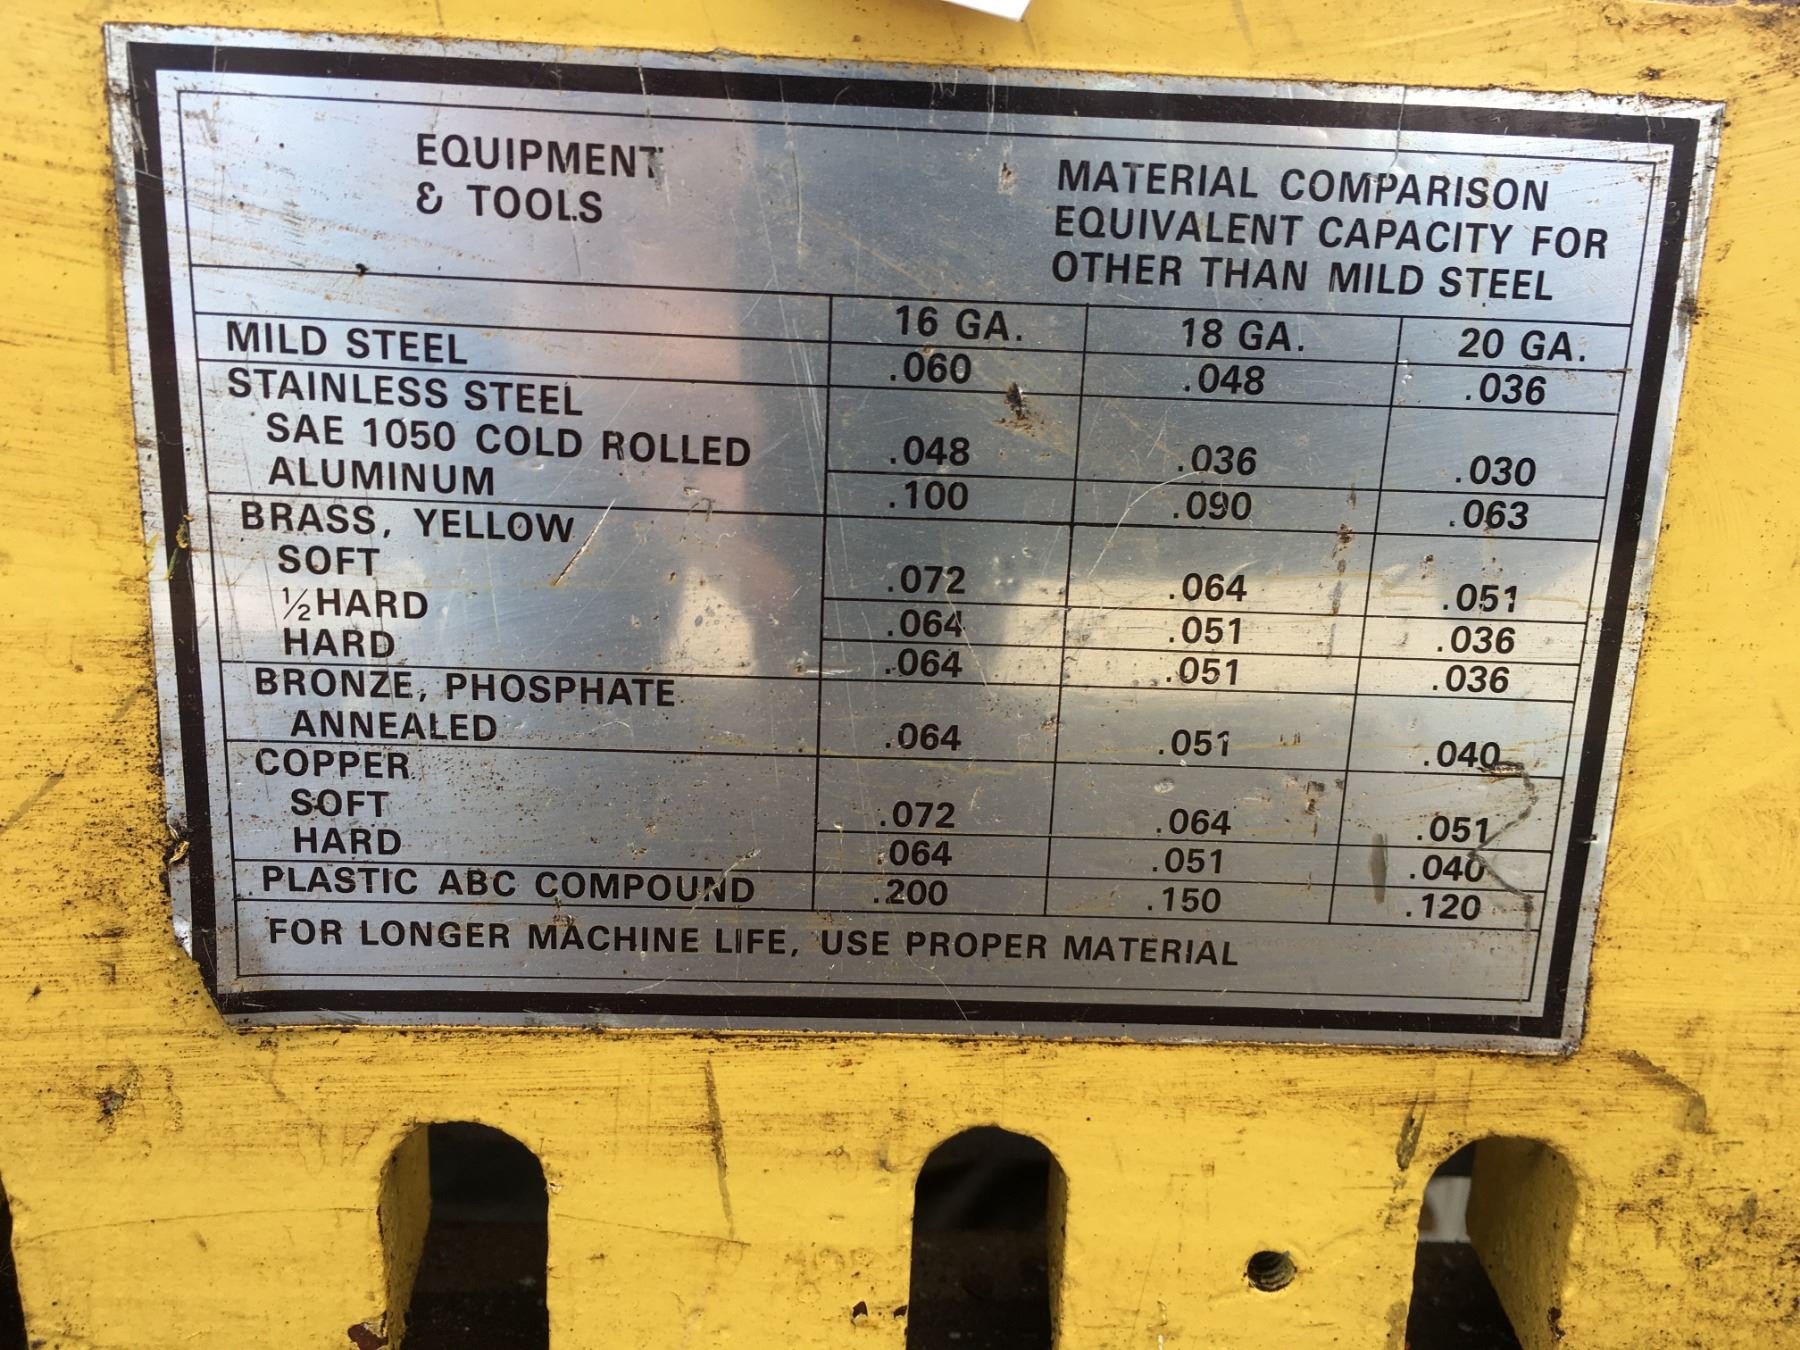 EQUIPMENT
& TOOLS
MATERIAL COMPARISON
EQUIVALENT CAPACITY FOR
OTHER THAN MILD STEEL
16 GA. 18 GA. 20 GA.
MILD STEEL .060 .048 .036
STAINLESS STEEL
SAE 1050 COLD ROLLED .048 .036 .030
ALUMINUM .100 .090 .063
BRASS, YELLOW
SOFT .072 .064 .051
½ HARD .064 .051 .036
HARD .064 .051 .036
BRONZE, PHOSPHATE
ANNEALED .064 .051 .040
COPPER
SOFT .072 .064 .051
HARD .064 .051 .040
PLASTIC ABC COMPOUND .200 .150 .120
FOR LONGER MACHINE LIFE, USE PROPER MATERIAL